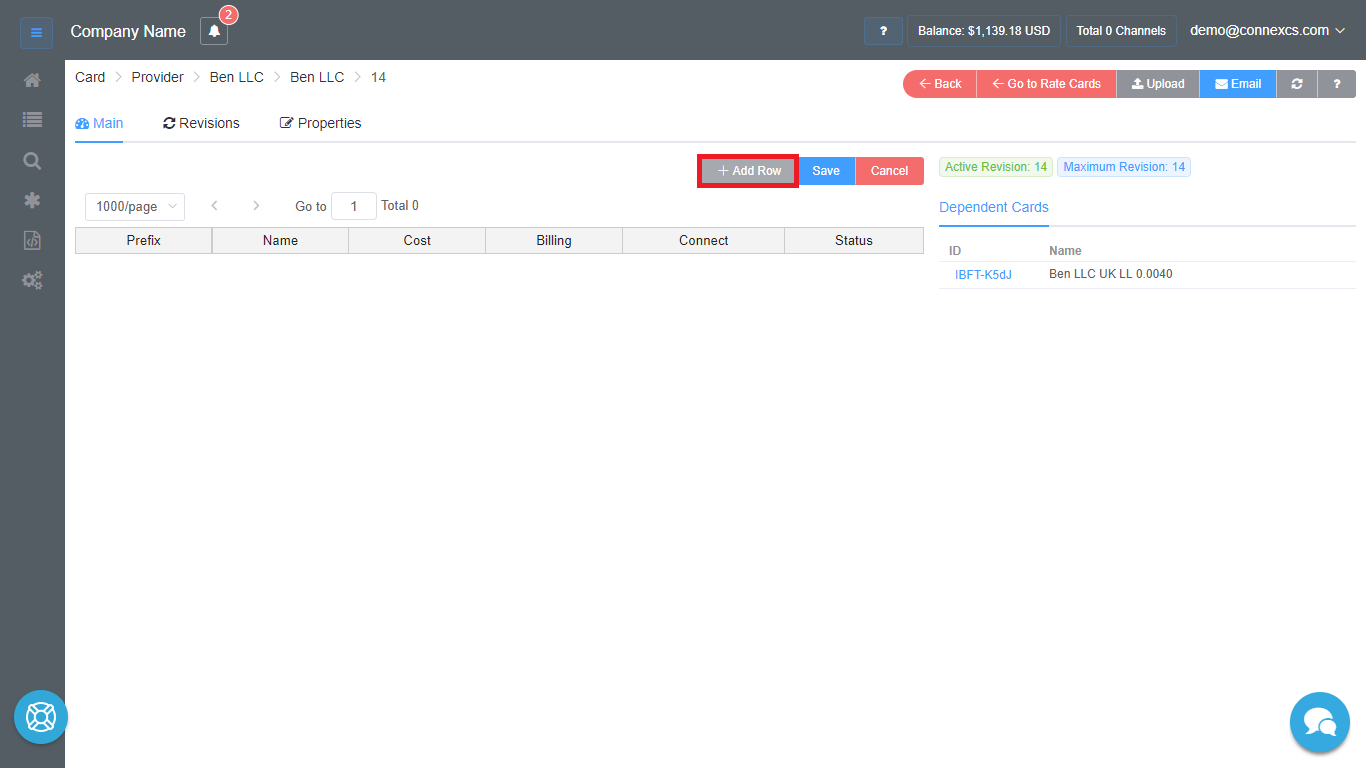 Company Name 2 ? Balance: $1,139.18 USD Total 0 Channels demo@connexcs.com
Card Provider Ben LLC Ben LLC 14
Back Go to Rate Cards Upload Email ?
Main Revisions Properties
+ Add Row Save Cancel
Active Revision: 14 Maximum Revision: 14
1000/page Go to 1 Total 0
Dependent Cards
Prefix Name Cost Billing Connect Status
ID Name
IBFT-K5dJ Ben LLC UK LL 0.0040